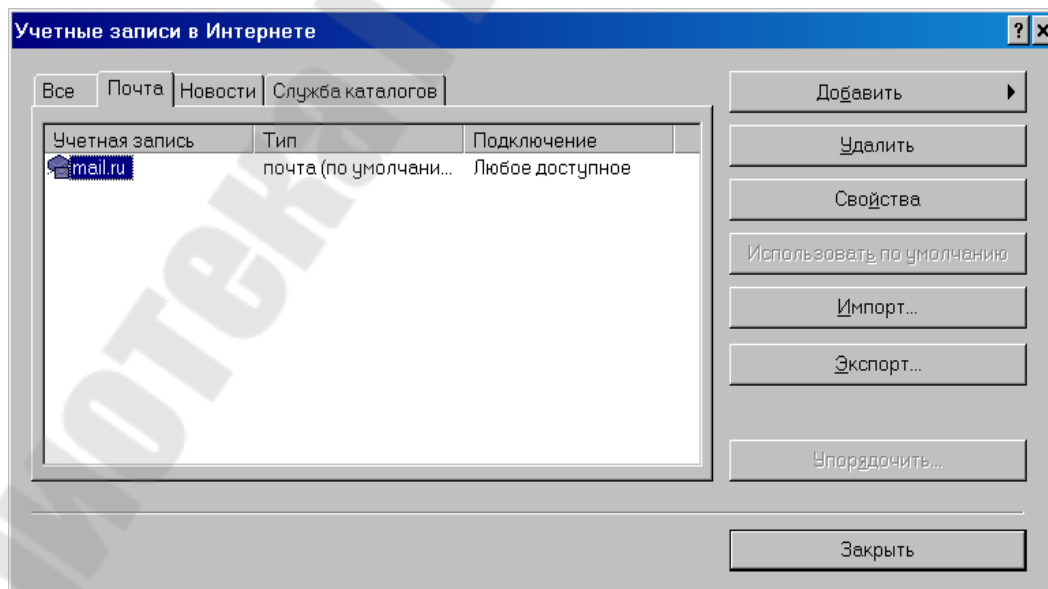 Учетные записи в Интернете
Все Почта Новости Служба каталогов
Учетная запись Тип Подключение
mail.ru почта (по умолчани... Любое доступное
Добавить
Удалить
Свойства
Использовать по умолчанию
Импорт...
Экспорт...
Упорядочить...
Закрыть